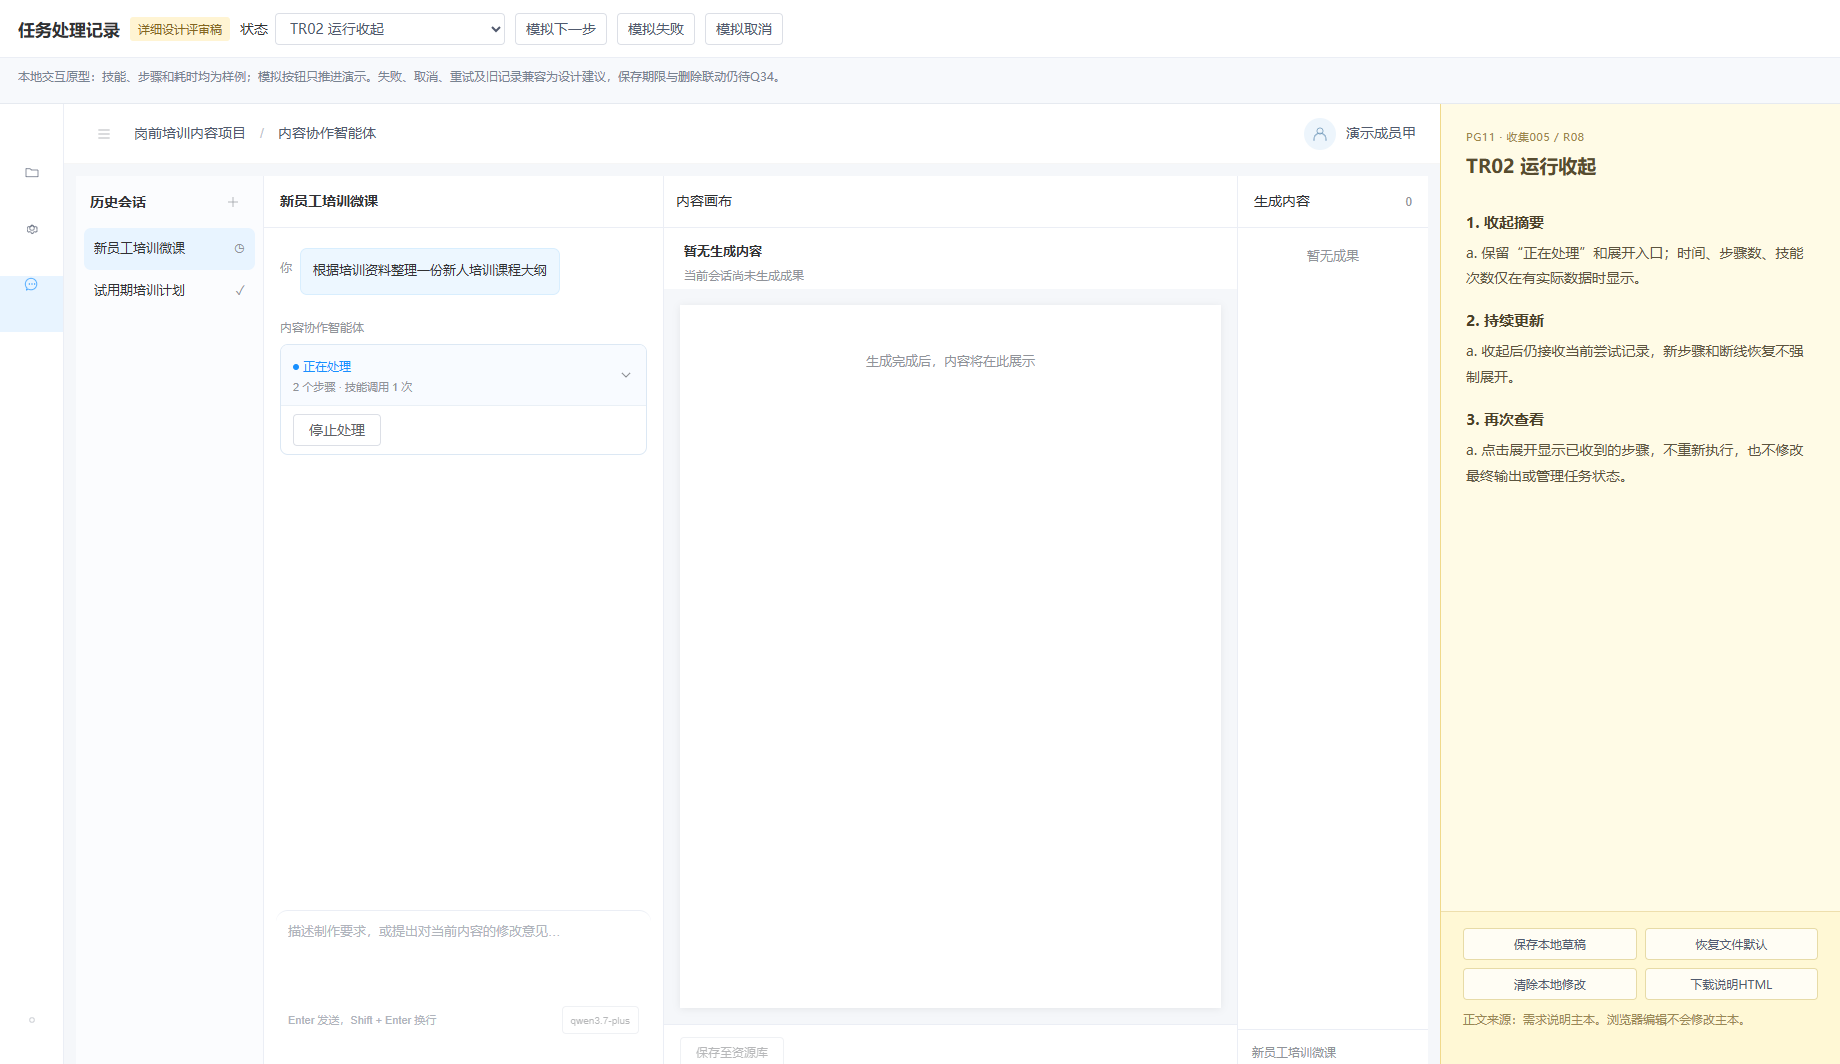 任务处理记录 详细设计评审稿 状态 TR02 运行收起 模拟下一步 模拟失败 模拟取消
本地交互原型：技能、步骤和耗时均为样例；模拟按钮只推进演示。失败、取消、重试及旧记录兼容为设计建议，保存期限与删除联动仍待Q34。
岗前培训内容项目 / 内容协作智能体
演示成员甲
历史会话
新员工培训微课
试用期培训计划
新员工培训微课
你 根据培训资料整理一份新人培训课程大纲
内容协作智能体
正在处理
2 个步骤 · 技能调用 1 次
停止处理
描述制作要求，或提出对当前内容的修改意见...
Enter 发送，Shift + Enter 换行
qwen3.7-plus
内容画布
暂无生成内容
当前会话尚未生成成果
生成完成后，内容将在此展示
保存至资源库
生成内容 0
暂无成果
新员工培训微课
PG11 · 收集005 / R08
TR02 运行收起
1. 收起摘要
a. 保留“正在处理”和展开入口；时间、步骤数、技能
次数仅在有实际数据时显示。
2. 持续更新
a. 收起后仍接收当前尝试记录，新步骤和断线恢复不强
制展开。
3. 再次查看
a. 点击展开显示已收到的步骤，不重新执行，也不修改
最终输出或管理任务状态。
保存本地草稿 恢复文件默认
清除本地修改 下载说明HTML
正文来源：需求说明主本。浏览器编辑不会修改主本。